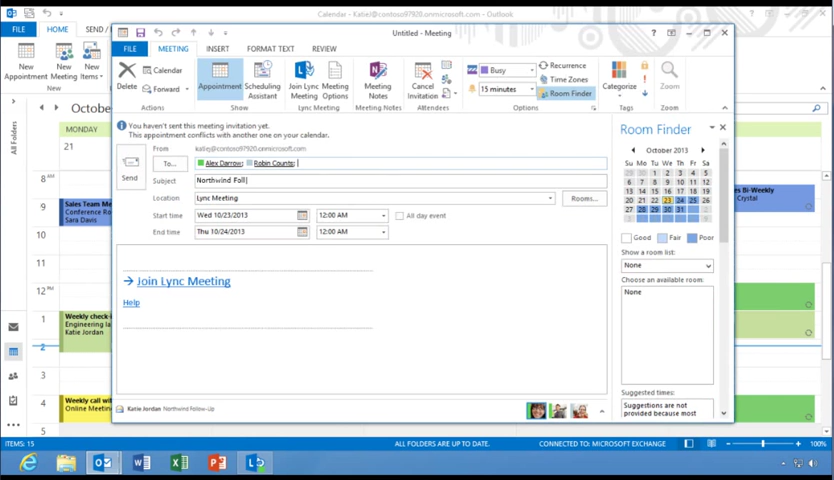 Calendar - KatieJ@contoso97920.onmicrosoft.com - Outlook
FILE HOME SEND /
New Appointment
New Meeting
New Items
New
All Folders
Octobe
MONDAY
21
8 AM
9
10
11
12 PM
1
2
3
4
5
Sales Team Me
Conference Ro
Sara Davis
Weekly check-
Engineering la
Katie Jordan
Weekly call wit
Online Meetin
es Bi-Weekly
Crystal
Untitled - Meeting
FILE MEETING INSERT FORMAT TEXT REVIEW
Delete
Calendar
Forward
Actions
Appointment
Scheduling Assistant
Show
Join Lync Meeting
Meeting Options
Lync Meeting
Meeting Notes
Meeting Notes
Cancel Invitation
Attendees
Busy
15 minutes
Recurrence
Time Zones
Room Finder
Options
Categorize
Tags
Zoom
Zoom
You haven't sent this meeting invitation yet.
This appointment conflicts with another one on your calendar.
Send
From katiej@contoso97920.onmicrosoft.com
To... Alex Darrow; Robin Counts;
Subject Northwind Foll
Location Lync Meeting Rooms...
Start time Wed 10/23/2013 12:00 AM All day event
End time Thu 10/24/2013 12:00 AM
→ Join Lync Meeting
Help
Katie Jordan Northwind Follow-Up
Room Finder
October 2013
Su Mo Tu We Th Fr Sa
29 30 1 2 3 4 5
6 7 8 9 10 11 12
13 14 15 16 17 18 19
20 21 22 23 24 25 26
27 28 29 30 31 1 2
Good Fair Poor
Show a room list:
None
Choose an available room:
None
Suggested times:
Suggestions are not
provided because most
ITEMS: 15 ALL FOLDERS ARE UP TO DATE. CONNECTED TO: MICROSOFT EXCHANGE 100%